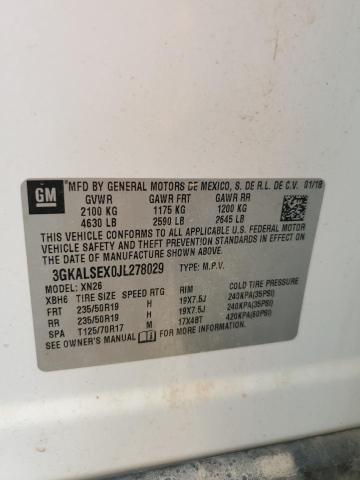 GM
MFD BY GENERAL MOTORS DE MEXICO, S. DE R.L. DE C.V. 01/18
GVWR GAWR FRT GAWR RR
2100 KG 1175 KG 1200 KG
4630 LB 2590 LB 2645 LB
THIS VEHICLE CONFORMS TO ALL APPLICABLE U.S. FEDERAL MOTOR
VEHICLE SAFETY, BUMPER, AND THEFT PREVENTION STANDARDS IN EFFECT ON
THE DATE OF MANUFACTURE SHOWN ABOVE.
3GKALSEX0JL278029 TYPE: M.P.V.
MODEL: XN26
XBH6 TIRE SIZE SPEED RTG RIM COLD TIRE PRESSURE
FRT 235/50R19 H 19X7.5J 240KPA(35PSI)
RR 235/50R19 H 19X7.5J 240KPA(35PSI)
SPA T125/70R17 M 17X4BT 420KPA(60PSI)
SEE OWNER'S MANUAL FOR MORE INFORMATION.